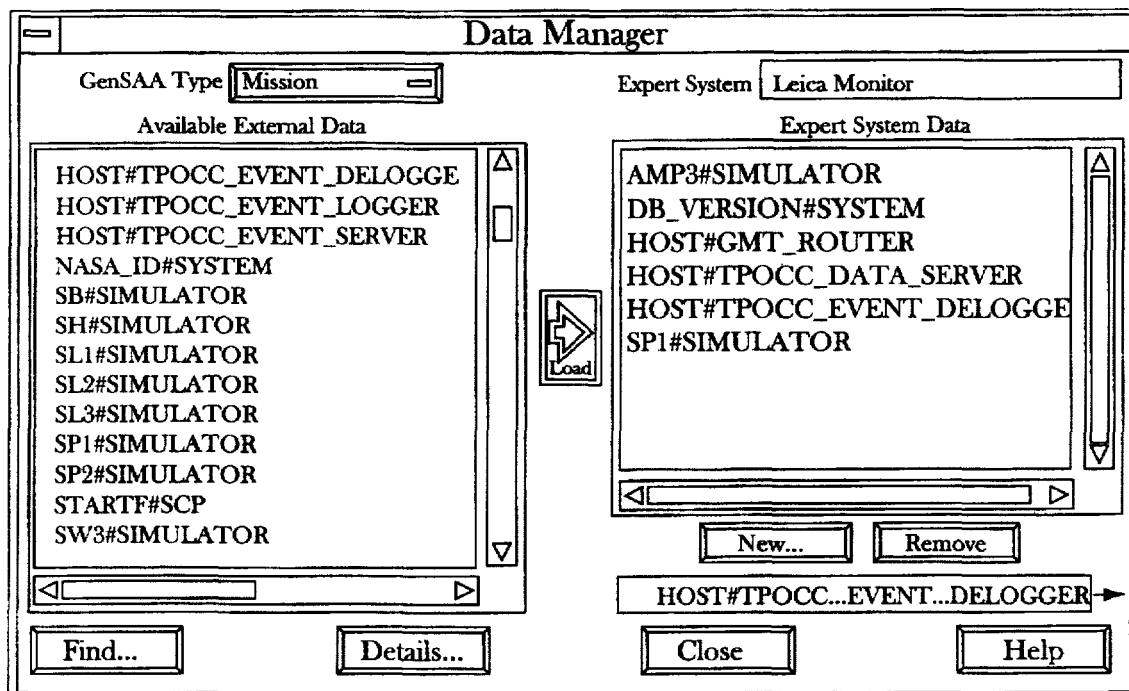 Data Manager
GenSAA Type Mission
Expert System Leica Monitor
Available External Data
HOST#TPOCC_EVENT_DELOGGE
HOST#TPOCC_EVENT_LOGGER
HOST#TPOCC_EVENT_SERVER
NASA_ID#SYSTEM
SB#SIMULATOR
SH#SIMULATOR
SL1#SIMULATOR
SL2#SIMULATOR
SL3#SIMULATOR
SP1#SIMULATOR
SP2#SIMULATOR
STARTF#SCP
SW3#SIMULATOR
Load
Expert System Data
AMP3#SIMULATOR
DB_VERSION#SYSTEM
HOST#GMT_ROUTER
HOST#TPOCC_DATA_SERVER
HOST#TPOCC_EVENT_DELOGGE
SP1#SIMULATOR
New... Remove
HOST#TPOCC...EVENT...DELOGGER
Find... Details... Close Help